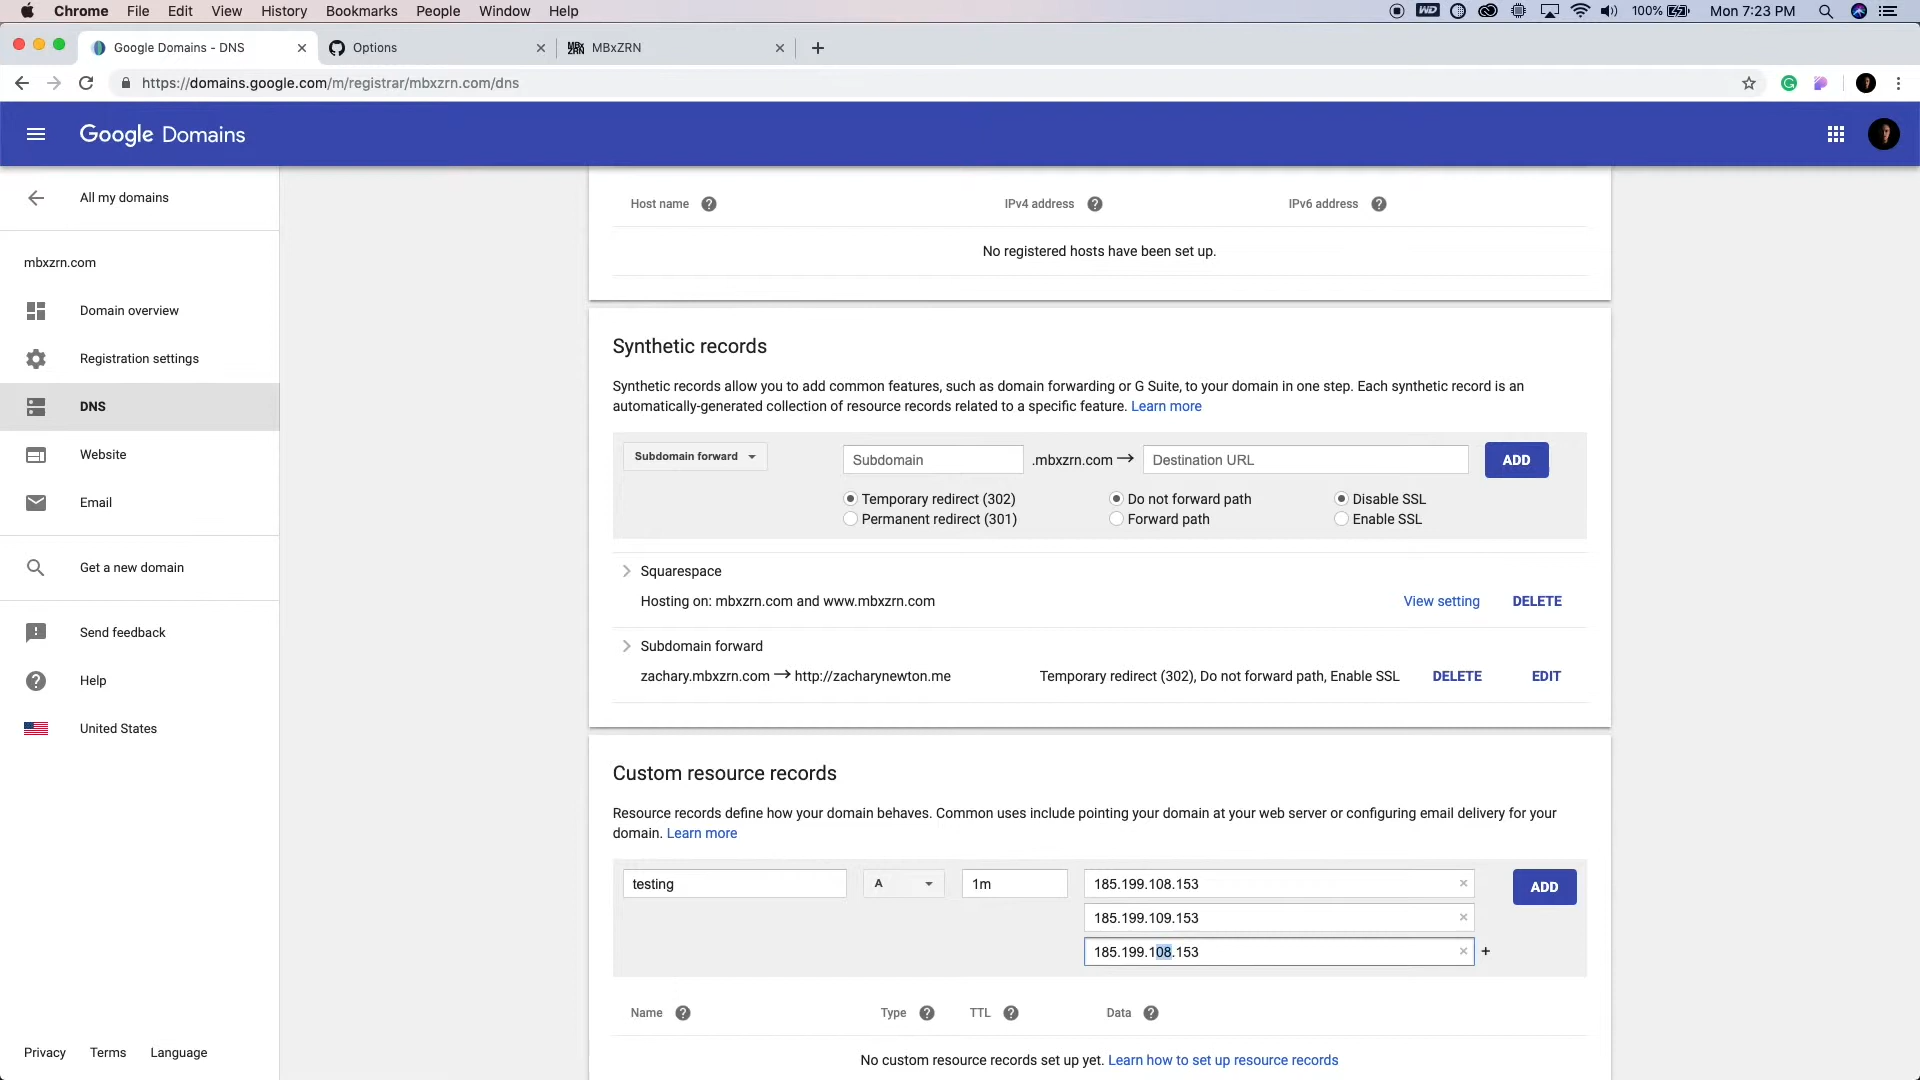 Chrome File Edit View History Bookmarks People Window Help
WD 100% Mon 7:23 PM
Google Domains - DNS
Options
MBxZRN
https://domains.google.com/m/registrar/mbxzrn.com/dns
Google Domains
All my domains
mbxzrn.com
Domain overview
Registration settings
DNS
Website
Email
Get a new domain
Send feedback
Help
United States
Privacy Terms Language
Host name IPv4 address IPv6 address
No registered hosts have been set up.
Synthetic records
Synthetic records allow you to add common features, such as domain forwarding or G Suite, to your domain in one step. Each synthetic record is an
automatically-generated collection of resource records related to a specific feature. Learn more
Subdomain forward Subdomain .mbxzrn.com → Destination URL ADD
Temporary redirect (302) Do not forward path Disable SSL
Permanent redirect (301) Forward path Enable SSL
Squarespace
Hosting on: mbxzrn.com and www.mbxzrn.com View setting DELETE
Subdomain forward
zachary.mbxzrn.com → http://zacharynewton.me Temporary redirect (302), Do not forward path, Enable SSL DELETE EDIT
Custom resource records
Resource records define how your domain behaves. Common uses include pointing your domain at your web server or configuring email delivery for your
domain. Learn more
testing A 1m 185.199.108.153 ADD
185.199.109.153
185.199.108.153
Name Type TTL Data
No custom resource records set up yet. Learn how to set up resource records